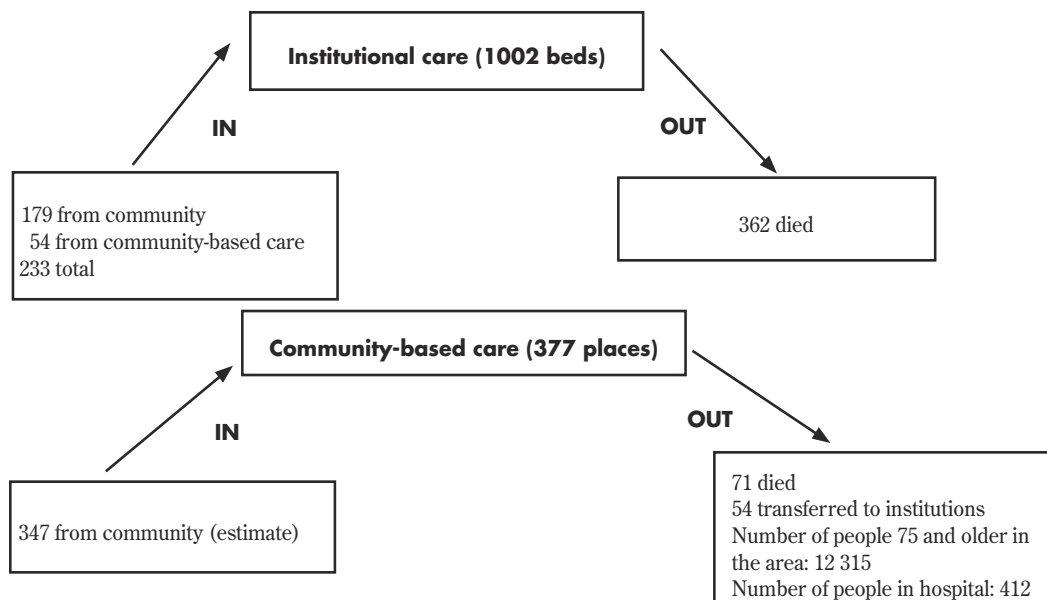 Institutional care (1002 beds)
IN
OUT
179 from community
54 from community-based care
233 total
362 died
Community-based care (377 places)
IN
OUT
347 from community (estimate)
71 died
54 transferred to institutions
Number of people 75 and older in
the area: 12 315
Number of people in hospital: 412